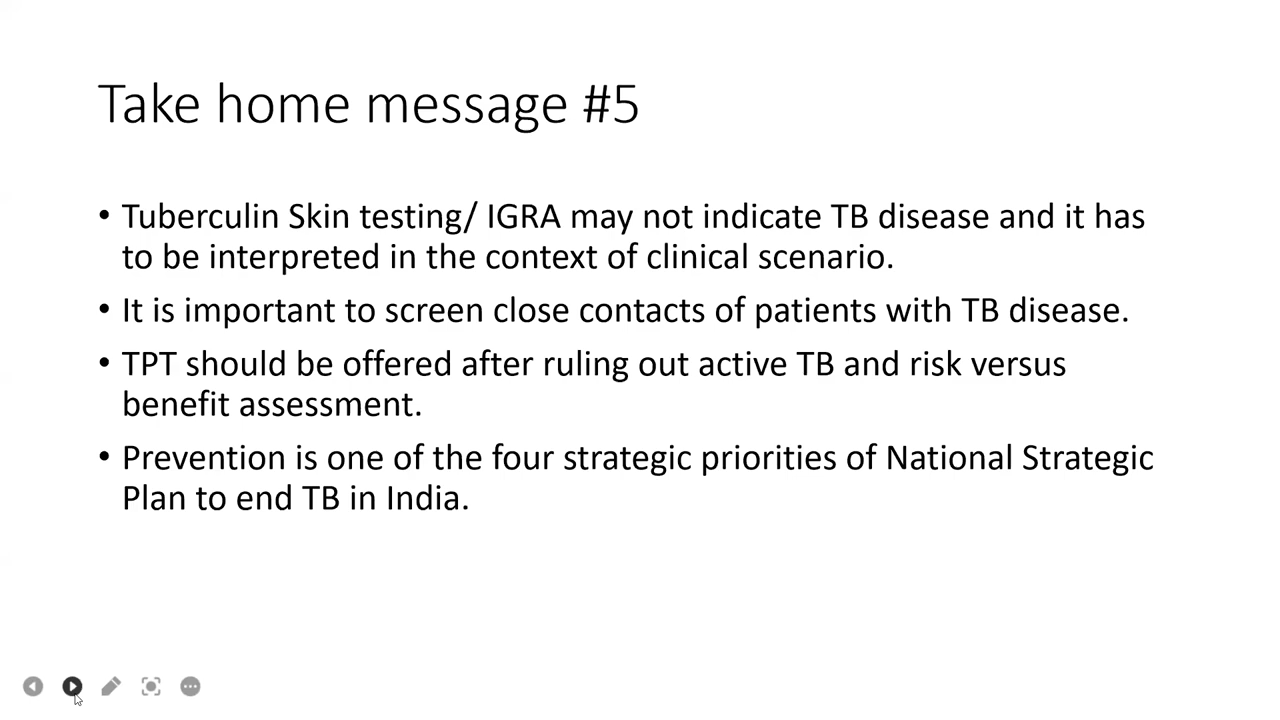 Take home message #5
• Tuberculin Skin testing/ IGRA may not indicate TB disease and it has
to be interpreted in the context of clinical scenario.
• It is important to screen close contacts of patients with TB disease.
• TPT should be offered after ruling out active TB and risk versus
benefit assessment.
• Prevention is one of the four strategic priorities of National Strategic
Plan to end TB in India.